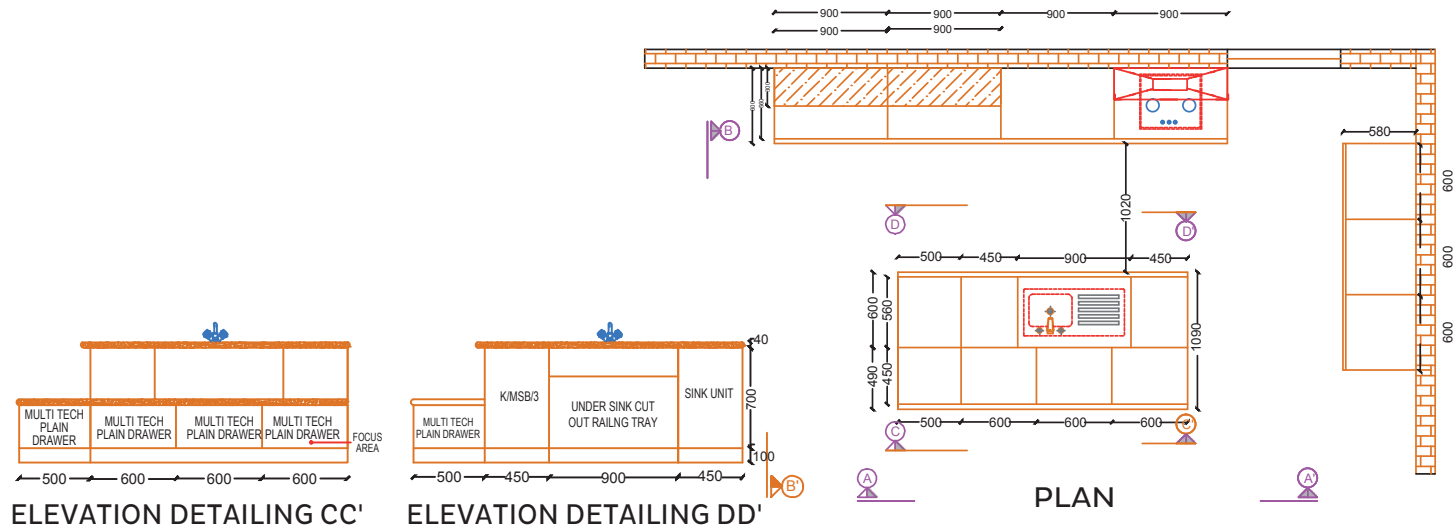 900 900 900 900
900 900
B
580
600
600
600
1020
D D'
500 450 900 450
600 560
490 450
1090
500 600 600 600
C C'
A A'
PLAN
MULTI TECH
PLAIN
DRAWER
MULTI TECH
PLAIN DRAWER
MULTI TECH
PLAIN DRAWER
MULTI TECH
PLAIN DRAWER
FOCUS
AREA
500 600 600 600
ELEVATION DETAILING CC'
MULTI TECH
PLAIN DRAWER
K/MSB/3
UNDER SINK CUT
OUT RAILNG TRAY
SINK UNIT
40
700
100
500 450 900 450
B'
ELEVATION DETAILING DD'